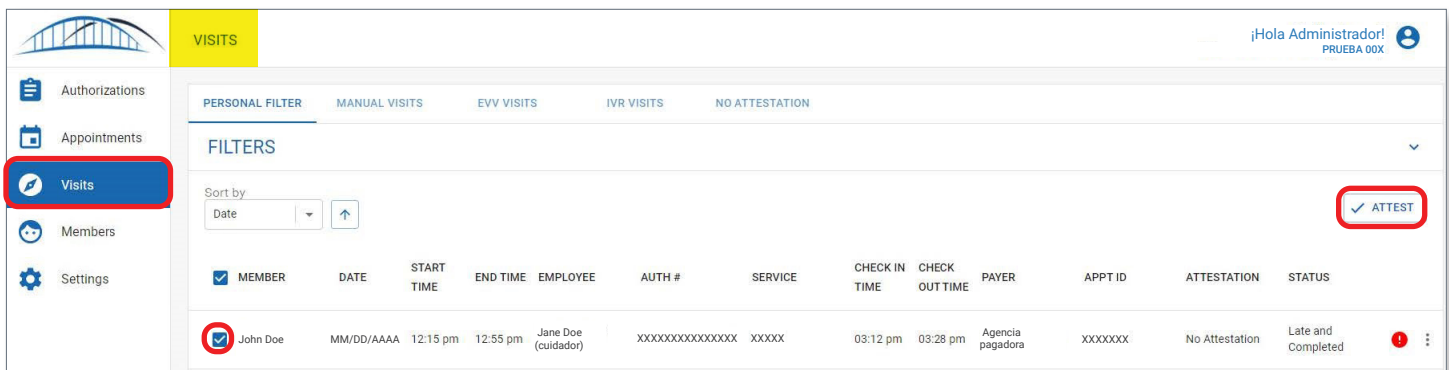 VISITS
¡Hola Administrador!
PRUEBA 00X
Authorizations
Appointments
Visits
Members
Settings
PERSONAL FILTER MANUAL VISITS EVV VISITS IVR VISITS NO ATTESTATION
FILTERS
Sort by
Date
ATTEST
MEMBER DATE START TIME END TIME EMPLOYEE AUTH # SERVICE CHECK IN TIME CHECK OUT TIME PAYER APPT ID ATTESTATION STATUS
John Doe MM/DD/AAAA 12:15 pm 12:55 pm Jane Doe (cuidador) XXXXXXXXXXXXXXX XXXXX 03:12 pm 03:28 pm Agencia pagadora XXXXXXX No Attestation Late and Completed